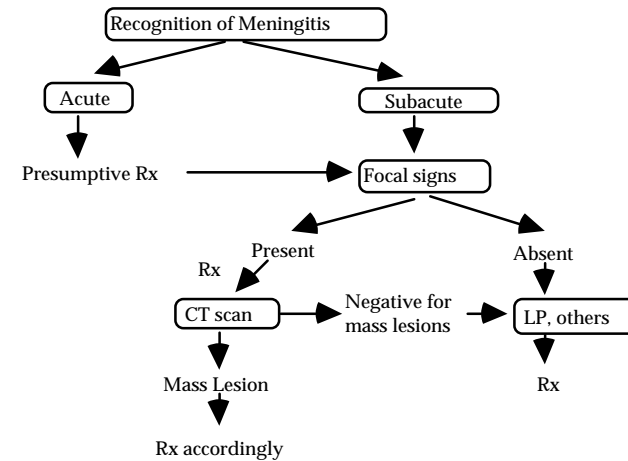 Recognition of Meningitis
Acute
Subacute
Presumptive Rx
Focal signs
Present
Absent
Rx
CT scan
Negative for
mass lesions
LP, others
Mass Lesion
Rx
Rx accordingly